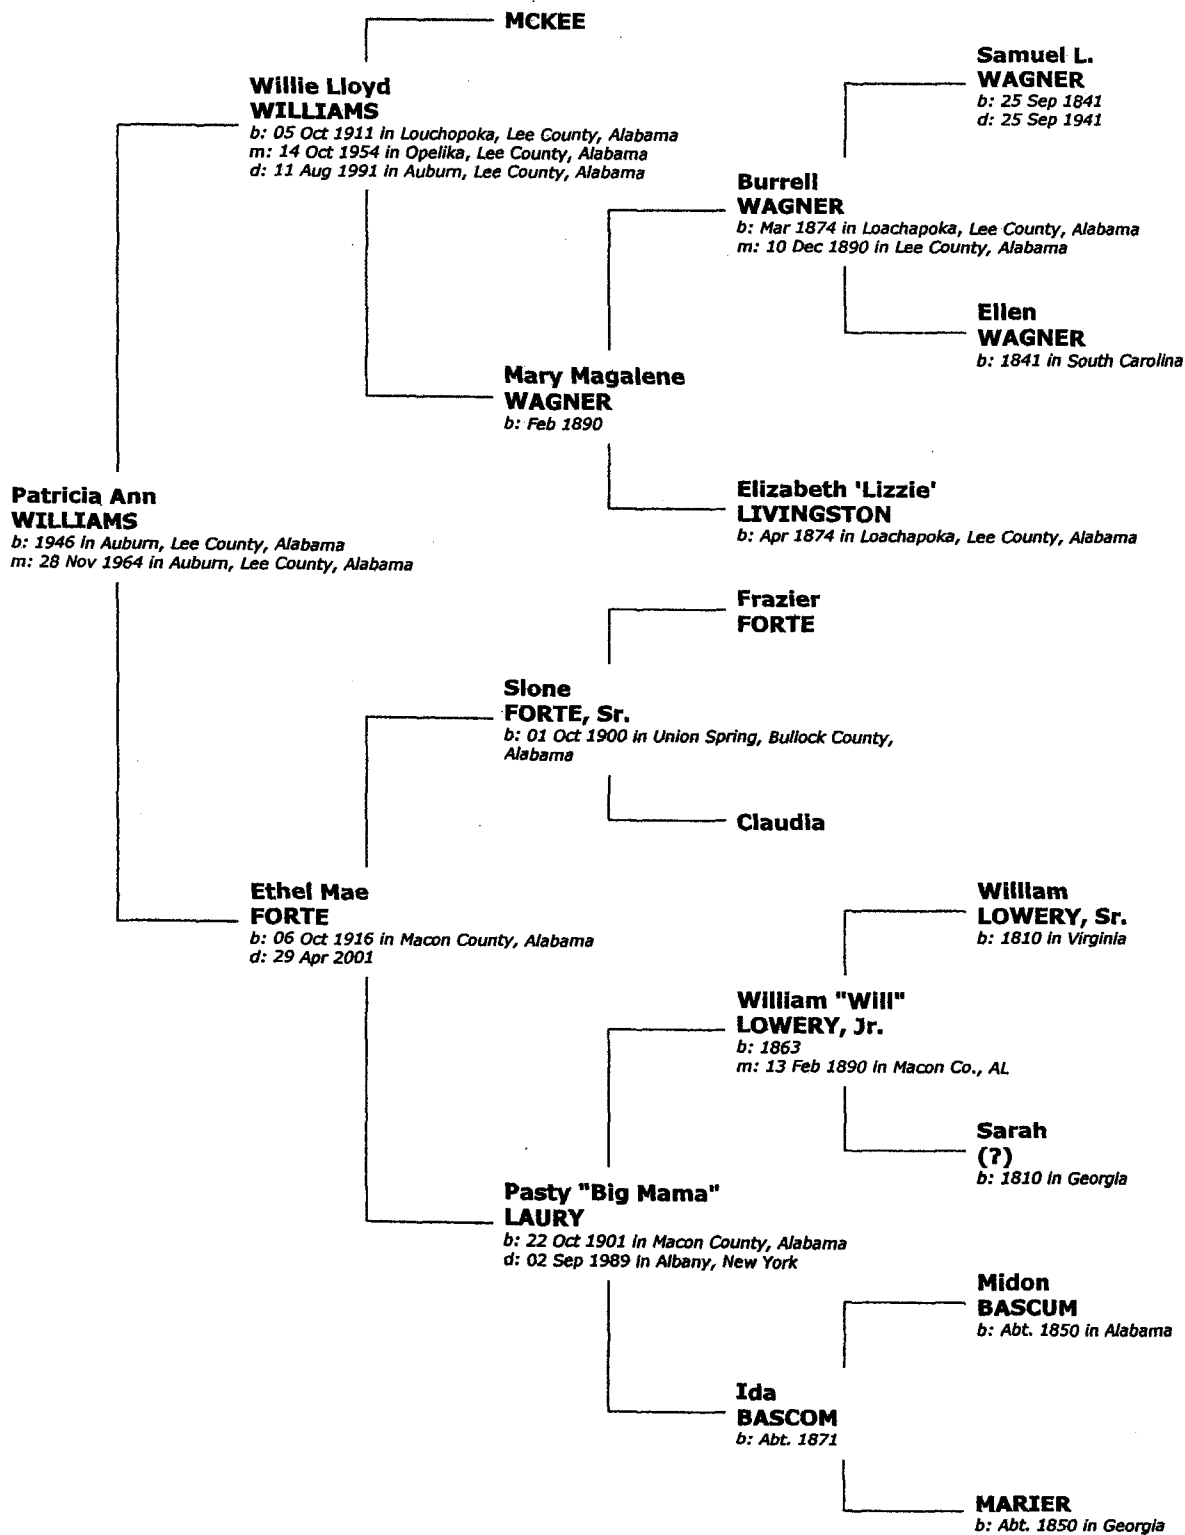 MCKEE
Samuel L.
WAGNER
b: 25 Sep 1841
d: 25 Sep 1941
Willie Lloyd
WILLIAMS
b: 05 Oct 1911 in Louchopoka, Lee County, Alabama
m: 14 Oct 1954 in Opelika, Lee County, Alabama
d: 11 Aug 1991 in Auburn, Lee County, Alabama
Burrell
WAGNER
b: Mar 1874 in Loachapoka, Lee County, Alabama
m: 10 Dec 1890 in Lee County, Alabama
Ellen
WAGNER
b: 1841 in South Carolina
Mary Magalene
WAGNER
b: Feb 1890
Elizabeth 'Lizzie'
LIVINGSTON
b: Apr 1874 in Loachapoka, Lee County, Alabama
Patricia Ann
WILLIAMS
b: 1946 in Auburn, Lee County, Alabama
m: 28 Nov 1964 in Auburn, Lee County, Alabama
Frazier
FORTE
Slone
FORTE, Sr.
b: 01 Oct 1900 in Union Spring, Bullock County,
Alabama
Claudia
Ethel Mae
FORTE
b: 06 Oct 1916 in Macon County, Alabama
d: 29 Apr 2001
William
LOWERY, Sr.
b: 1810 in Virginia
William "Will"
LOWERY, Jr.
b: 1863
m: 13 Feb 1890 in Macon Co., AL
Sarah
(?)
b: 1810 in Georgia
Pasty "Big Mama"
LAURY
b: 22 Oct 1901 in Macon County, Alabama
d: 02 Sep 1989 in Albany, New York
Midon
BASCUM
b: Abt. 1850 in Alabama
Ida
BASCOM
b: Abt. 1871
MARIER
b: Abt. 1850 in Georgia